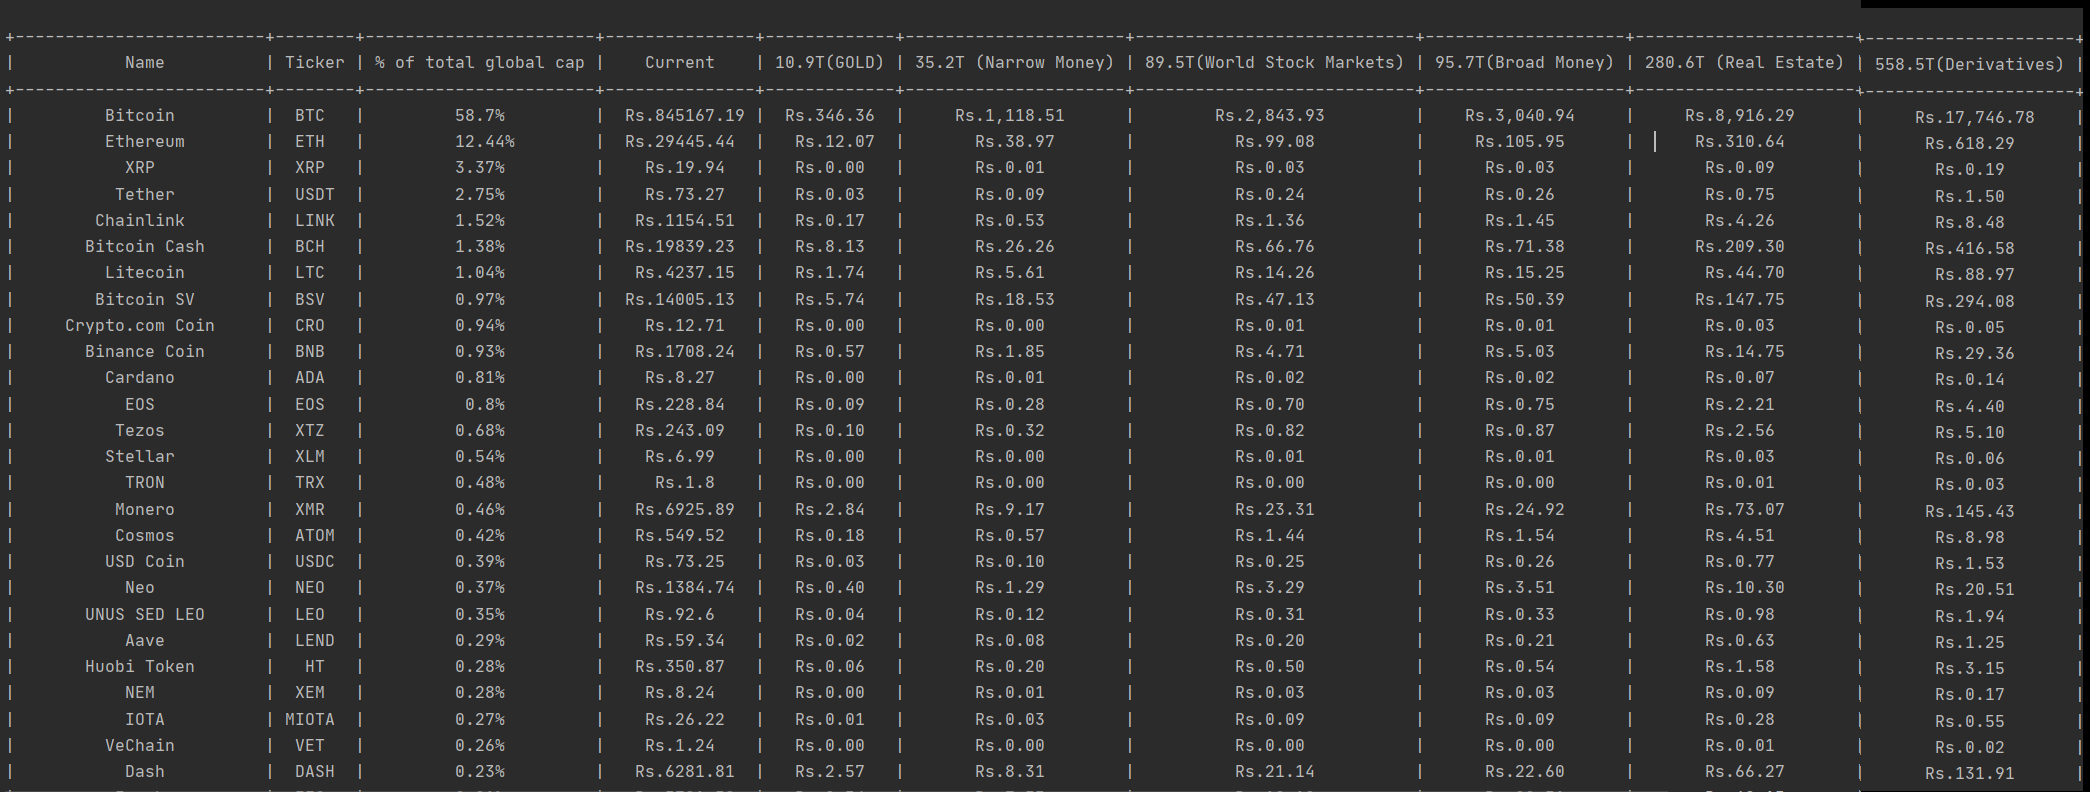 +-------------------------+--------+-----------------------+---------------+-------------+----------------------+----------------------------+--------------------+----------------------+---------------------+
| Name | Ticker | % of total global cap | Current | 10.9T(GOLD) | 35.2T (Narrow Money) | 89.5T(World Stock Markets) | 95.7T(Broad Money) | 280.6T (Real Estate) | 558.5T(Derivatives) |
+-------------------------+--------+-----------------------+---------------+-------------+----------------------+----------------------------+--------------------+----------------------+---------------------+
| Bitcoin | BTC | 58.7% | Rs.845167.19 | Rs.346.36 | Rs.1,118.51 | Rs.2,843.93 | Rs.3,040.94 | Rs.8,916.29 | Rs.17,746.78 |
| Ethereum | ETH | 12.44% | Rs.29445.44 | Rs.12.07 | Rs.38.97 | Rs.99.08 | Rs.105.95 | Rs.310.64 | Rs.618.29 |
| XRP | XRP | 3.37% | Rs.19.94 | Rs.0.00 | Rs.0.01 | Rs.0.03 | Rs.0.03 | Rs.0.09 | Rs.0.19 |
| Tether | USDT | 2.75% | Rs.73.27 | Rs.0.03 | Rs.0.09 | Rs.0.24 | Rs.0.26 | Rs.0.75 | Rs.1.50 |
| Chainlink | LINK | 1.52% | Rs.1154.51 | Rs.0.17 | Rs.0.53 | Rs.1.36 | Rs.1.45 | Rs.4.26 | Rs.8.48 |
| Bitcoin Cash | BCH | 1.38% | Rs.19839.23 | Rs.8.13 | Rs.26.26 | Rs.66.76 | Rs.71.38 | Rs.209.30 | Rs.416.58 |
| Litecoin | LTC | 1.04% | Rs.4237.15 | Rs.1.74 | Rs.5.61 | Rs.14.26 | Rs.15.25 | Rs.44.70 | Rs.88.97 |
| Bitcoin SV | BSV | 0.97% | Rs.14005.13 | Rs.5.74 | Rs.18.53 | Rs.47.13 | Rs.50.39 | Rs.147.75 | Rs.294.08 |
| Crypto.com Coin | CRO | 0.94% | Rs.12.71 | Rs.0.00 | Rs.0.00 | Rs.0.01 | Rs.0.01 | Rs.0.03 | Rs.0.05 |
| Binance Coin | BNB | 0.93% | Rs.1708.24 | Rs.0.57 | Rs.1.85 | Rs.4.71 | Rs.5.03 | Rs.14.75 | Rs.29.36 |
| Cardano | ADA | 0.81% | Rs.8.27 | Rs.0.00 | Rs.0.01 | Rs.0.02 | Rs.0.02 | Rs.0.07 | Rs.0.14 |
| EOS | EOS | 0.8% | Rs.228.84 | Rs.0.09 | Rs.0.28 | Rs.0.70 | Rs.0.75 | Rs.2.21 | Rs.4.40 |
| Tezos | XTZ | 0.68% | Rs.243.09 | Rs.0.10 | Rs.0.32 | Rs.0.82 | Rs.0.87 | Rs.2.56 | Rs.5.10 |
| Stellar | XLM | 0.54% | Rs.6.99 | Rs.0.00 | Rs.0.00 | Rs.0.01 | Rs.0.01 | Rs.0.03 | Rs.0.06 |
| TRON | TRX | 0.48% | Rs.1.8 | Rs.0.00 | Rs.0.00 | Rs.0.00 | Rs.0.00 | Rs.0.01 | Rs.0.03 |
| Monero | XMR | 0.46% | Rs.6925.89 | Rs.2.84 | Rs.9.17 | Rs.23.31 | Rs.24.92 | Rs.73.07 | Rs.145.43 |
| Cosmos | ATOM | 0.42% | Rs.549.52 | Rs.0.18 | Rs.0.57 | Rs.1.44 | Rs.1.54 | Rs.4.51 | Rs.8.98 |
| USD Coin | USDC | 0.39% | Rs.73.25 | Rs.0.03 | Rs.0.10 | Rs.0.25 | Rs.0.26 | Rs.0.77 | Rs.1.53 |
| Neo | NEO | 0.37% | Rs.1384.74 | Rs.0.40 | Rs.1.29 | Rs.3.29 | Rs.3.51 | Rs.10.30 | Rs.20.51 |
| UNUS SED LEO | LEO | 0.35% | Rs.92.6 | Rs.0.04 | Rs.0.12 | Rs.0.31 | Rs.0.33 | Rs.0.98 | Rs.1.94 |
| Aave | LEND | 0.29% | Rs.59.34 | Rs.0.02 | Rs.0.08 | Rs.0.20 | Rs.0.21 | Rs.0.63 | Rs.1.25 |
| Huobi Token | HT | 0.28% | Rs.350.87 | Rs.0.06 | Rs.0.20 | Rs.0.50 | Rs.0.54 | Rs.1.58 | Rs.3.15 |
| NEM | XEM | 0.28% | Rs.8.24 | Rs.0.00 | Rs.0.01 | Rs.0.03 | Rs.0.03 | Rs.0.09 | Rs.0.17 |
| IOTA | MIOTA | 0.27% | Rs.26.22 | Rs.0.01 | Rs.0.03 | Rs.0.09 | Rs.0.09 | Rs.0.28 | Rs.0.55 |
| VeChain | VET | 0.26% | Rs.1.24 | Rs.0.00 | Rs.0.00 | Rs.0.00 | Rs.0.00 | Rs.0.01 | Rs.0.02 |
| Dash | DASH | 0.23% | Rs.6281.81 | Rs.2.57 | Rs.8.31 | Rs.21.14 | Rs.22.60 | Rs.66.27 | Rs.131.91 |